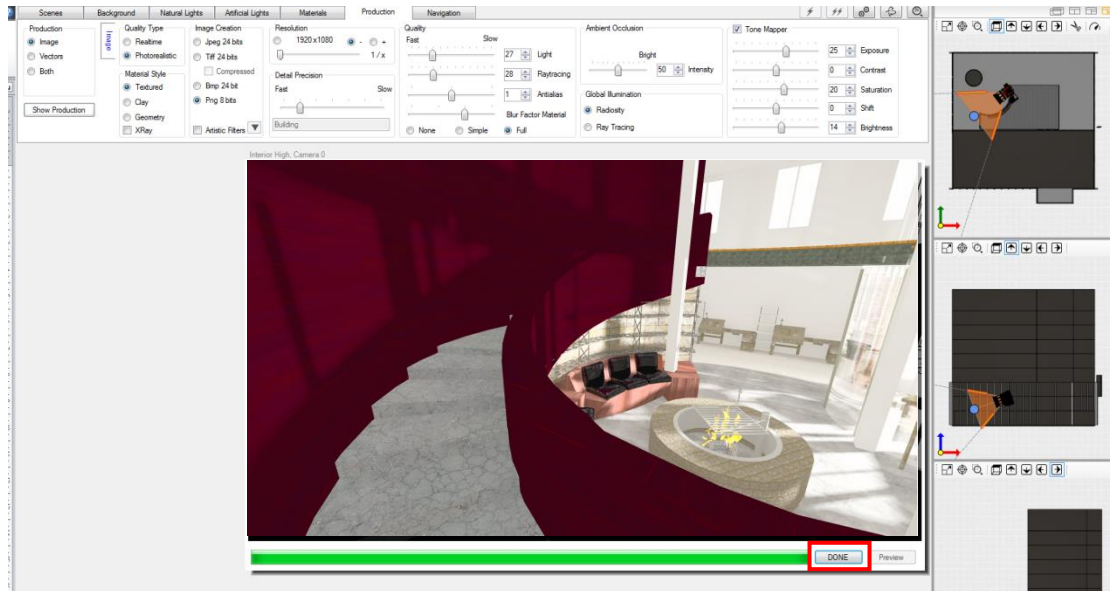 Scenes Background Natural Lights Artificial Lights Materials Production Navigation
Production
Image
Vectors
Both
Show Production
Image
Quality Type
Realtime
Photorealistic
Material Style
Textured
Clay
Geometry
XRay
Image Creation
Jpeg 24 bits
Tiff 24 bits
Compressed
Bmp 24 bit
Png 8 bits
Artistic Filters
Resolution
1920 x1080 - +
1 / x
Detail Precision
Fast Slow
Building
Quality
Fast Slow
27 Light
28 Raytracing
1 Antialias
Blur Factor Material
None Simple Full
Ambient Occlusion
Bright
50 Intensity
Global Illumination
Radiosity
Ray Tracing
Tone Mapper
25 Exposure
0 Contrast
20 Saturation
0 Shift
14 Brightness
Interior High; Camera 0
DONE Preview